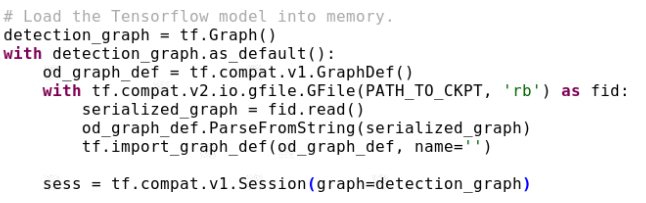 # Load the Tensorflow model into memory.
detection_graph = tf.Graph()
with detection_graph.as_default():
    od_graph_def = tf.compat.v1.GraphDef()
    with tf.compat.v2.io.gfile.GFile(PATH_TO_CKPT, 'rb') as fid:
        serialized_graph = fid.read()
        od_graph_def.ParseFromString(serialized_graph)
        tf.import_graph_def(od_graph_def, name='')

    sess = tf.compat.v1.Session(graph=detection_graph)